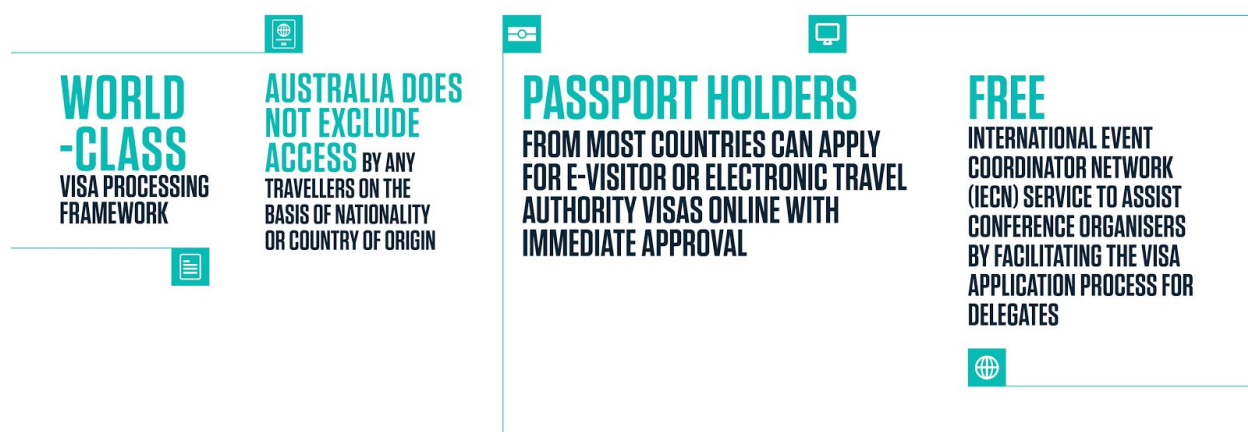 WORLD
-CLASS
VISA PROCESSING
FRAMEWORK
AUSTRALIA DOES
NOT EXCLUDE
ACCESS BY ANY
TRAVELLERS ON THE
BASIS OF NATIONALITY
OR COUNTRY OF ORIGIN
PASSPORT HOLDERS
FROM MOST COUNTRIES CAN APPLY
FOR E-VISITOR OR ELECTRONIC TRAVEL
AUTHORITY VISAS ONLINE WITH
IMMEDIATE APPROVAL
FREE
INTERNATIONAL EVENT
COORDINATOR NETWORK
(IECN) SERVICE TO ASSIST
CONFERENCE ORGANISERS
BY FACILITATING THE VISA
APPLICATION PROCESS FOR
DELEGATES